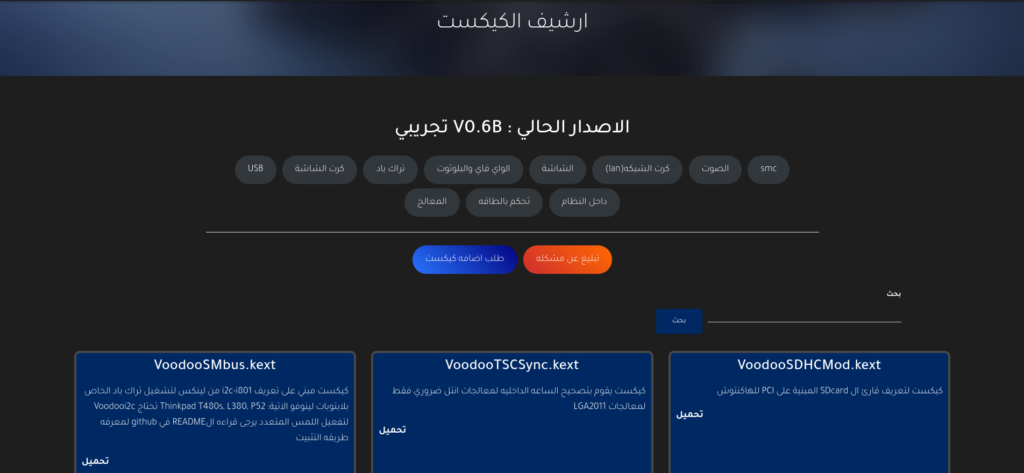 ارشيف الكيكست
الاصدار الحالي : V0.6B تجريبي
smc
الصوت
كرت الشبكه(lan)
الشاشة
الواي فاي والبلوتوث
تراك باد
كرت الشاشة
USB
داخل النظام
تحكم بالطاقه
المعالج
تبليغ عن مشكله
طلب اضافه كيكست
بحث
بحث
VoodooSDHCMod.kext
كيكست لتعريف قارئ ال SDcard المبنية على PCI للهاكنتوش
تحميل
VoodooTSCSync.kext
كيكست يقوم بتصحيح الساعه الداخليه لمعالجات انتل ضروري فقط
لمعالجات LGA2011
تحميل
VoodooSMbus.kext
كيكست مبني على تعريف i2c-i801 من لينكس لتشغيل تراك باد الخاص
بلابتوبات لينوفو الاتية: Thinkpad T480s, L380, P52 تحتاج Voodooi2c
لتفعيل اللمس المتعدد يرجى قراءه الREADME في github لمعرفه
طريقه التثبيت
تحميل